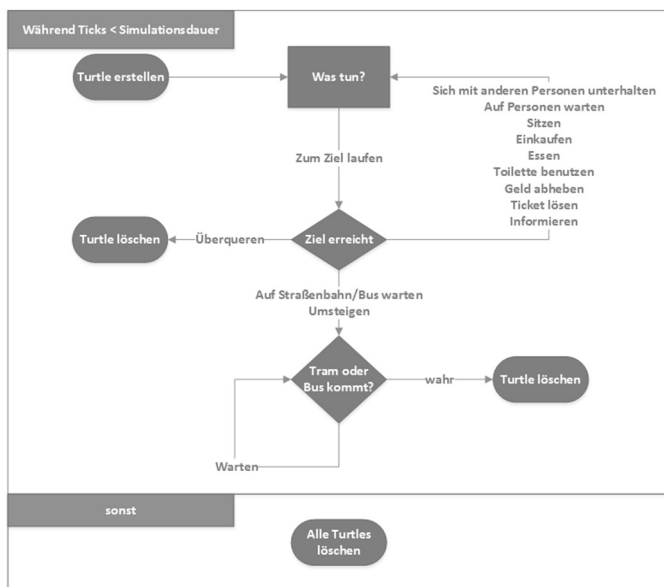 Während Ticks < Simulationsdauer
Turtle erstellen
Was tun?
Sich mit anderen Personen unterhalten
Auf Personen warten
Sitzen
Einkaufen
Essen
Toilette benutzen
Geld abheben
Ticket lösen
Informieren
Zum Ziel laufen
Turtle löschen
Überqueren
Ziel erreicht
Auf Straßenbahn/Bus warten
Umsteigen
Tram oder
Bus kommt?
wahr
Turtle löschen
Warten
sonst
Alle Turtles
löschen